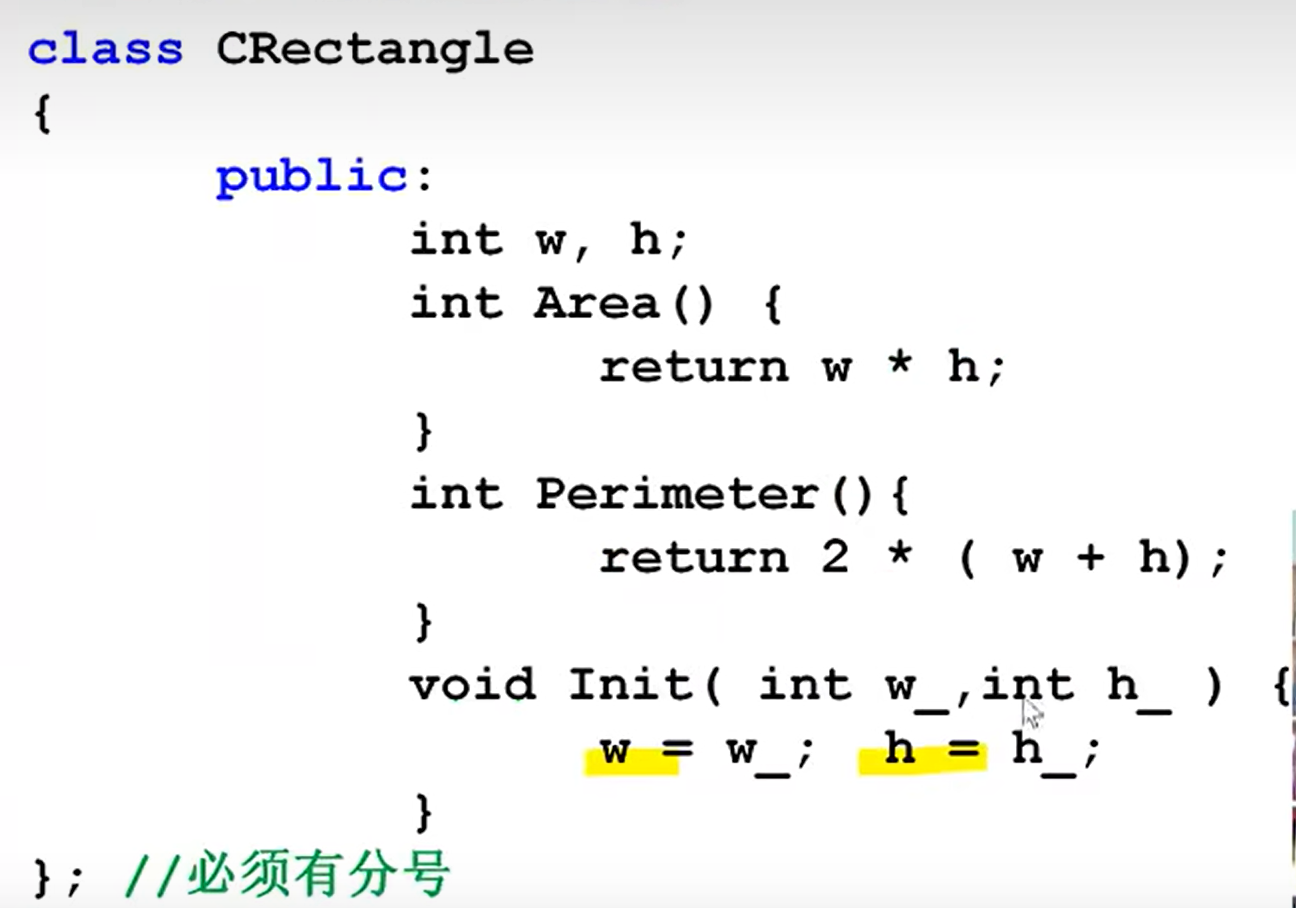 class CRectangle
{
public:
int w, h;
int Area() {
return w * h;
}
int Perimeter(){
return 2 * ( w + h);
}
void Init( int w_,int h_ ) {
w = w_; h = h_;
}
}; //必须有分号